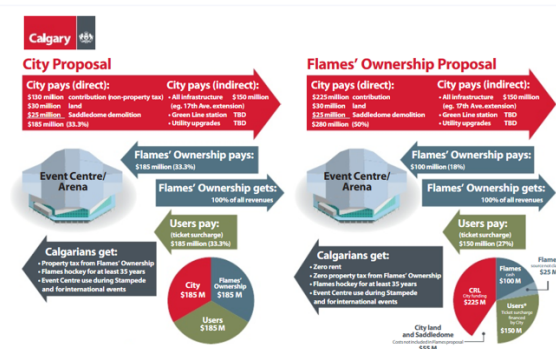 Calgary
City Proposal
City pays (direct):
$130 million contribution (non-property tax)
$30 million land
$25 million Saddledome demolition
$185 million (33.3%)
City pays (indirect):
• All infrastructure $150 million
(eg. 17th Ave. extension)
• Green Line station TBD
• Utility upgrades TBD
Event Centre/
Arena
Flames' Ownership pays:
$185 million (33.3%)
Flames' Ownership gets:
100% of all revenues
Users pay:
(ticket surcharge)
$185 million (33.3%)
Calgarians get:
• Property tax from Flames' Ownership
• Flames hockey for at least 35 years
• Event Centre use during Stampede
and for international events
City
$185 M
Flames'
Ownership
$185 M
Users
$185 M
Flames' Ownership Proposal
City pays (direct):
$225 million contribution
$30 million land
$25 million Saddledome demolition
$280 million (50%)
City pays (indirect):
• All infrastructure $150 million
(eg. 17th Ave. extension)
• Green Line station TBD
• Utility upgrades TBD
Event Centre/
Arena
Flames' Ownership pays:
$100 million (18%)
Flames' Ownership gets:
100% of all revenues
Users pay:
(ticket surcharge)
$150 million (27%)
Calgarians get:
• Zero rent
• Zero property tax from Flames' Ownership
• Flames hockey for at least 35 years
• Event Centre use during Stampede
and for international events
CRL
City funding
$225 M
Flames
cash
$100 M
Flame
$25 M
Users*
Ticket surcharge
financed
by City
$150 M
City land
and Saddledome
Costs not included in Flames proposal
$55 M